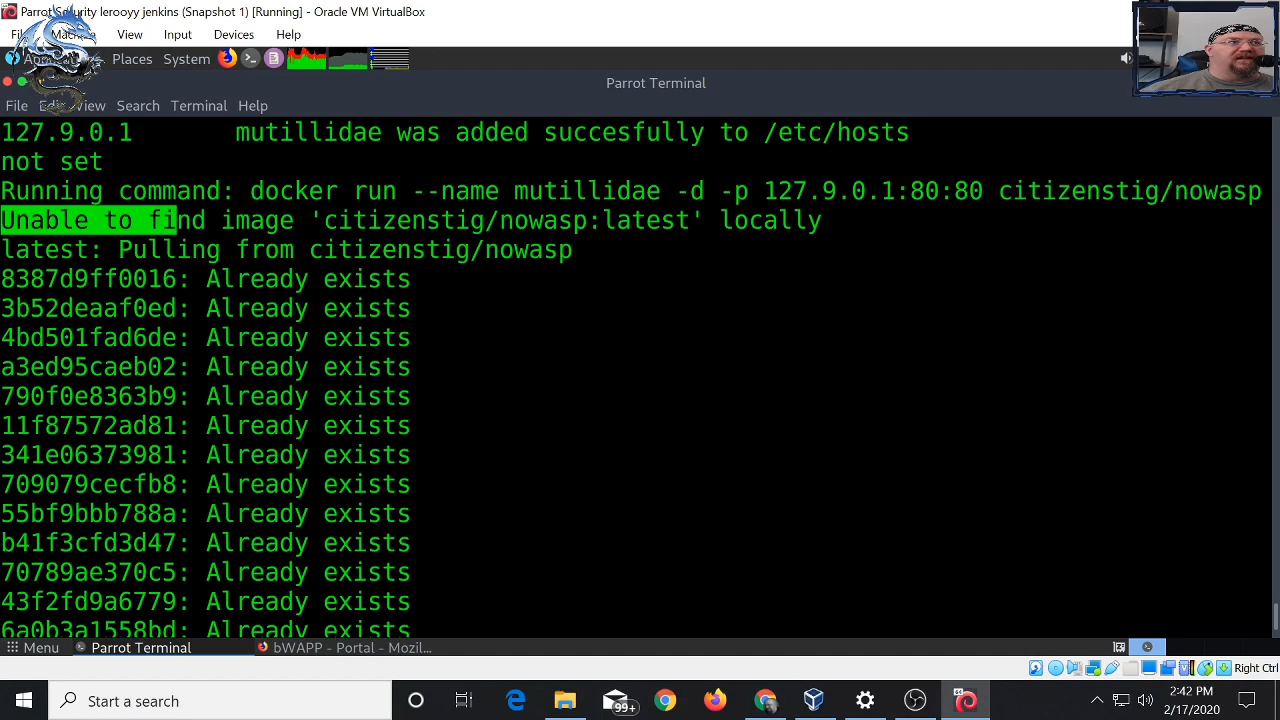 Parrot Security lerooyy jenkins (Snapshot 1) [Running] - Oracle VM VirtualBox
View Input Devices Help
Places System
Parrot Terminal
File Edit View Search Terminal Help
127.9.0.1 mutillidae was added succesfully to /etc/hosts
not set
Running command: docker run --name mutillidae -d -p 127.9.0.1:80:80 citizenstig/nowasp
Unable to find image 'citizenstig/nowasp:latest' locally
latest: Pulling from citizenstig/nowasp
8387d9ff0016: Already exists
3b52deaaf0ed: Already exists
4bd501fad6de: Already exists
a3ed95caeb02: Already exists
790f0e8363b9: Already exists
11f87572ad81: Already exists
341e06373981: Already exists
709079cecfb8: Already exists
55bf9bbb788a: Already exists
b41f3cfd3d47: Already exists
70789ae370c5: Already exists
43f2fd9a6779: Already exists
6a0b3a1558bd: Already exists
Menu Parrot Terminal bWAPP - Portal - Mozil...
Right Ctrl
Start a search 99+ 2:42 PM
2/17/2020